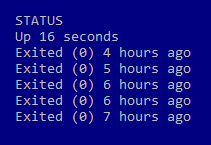 STATUS
Up 16 seconds
Exited (0) 4 hours ago
Exited (0) 5 hours ago
Exited (0) 6 hours ago
Exited (0) 6 hours ago
Exited (0) 7 hours ago